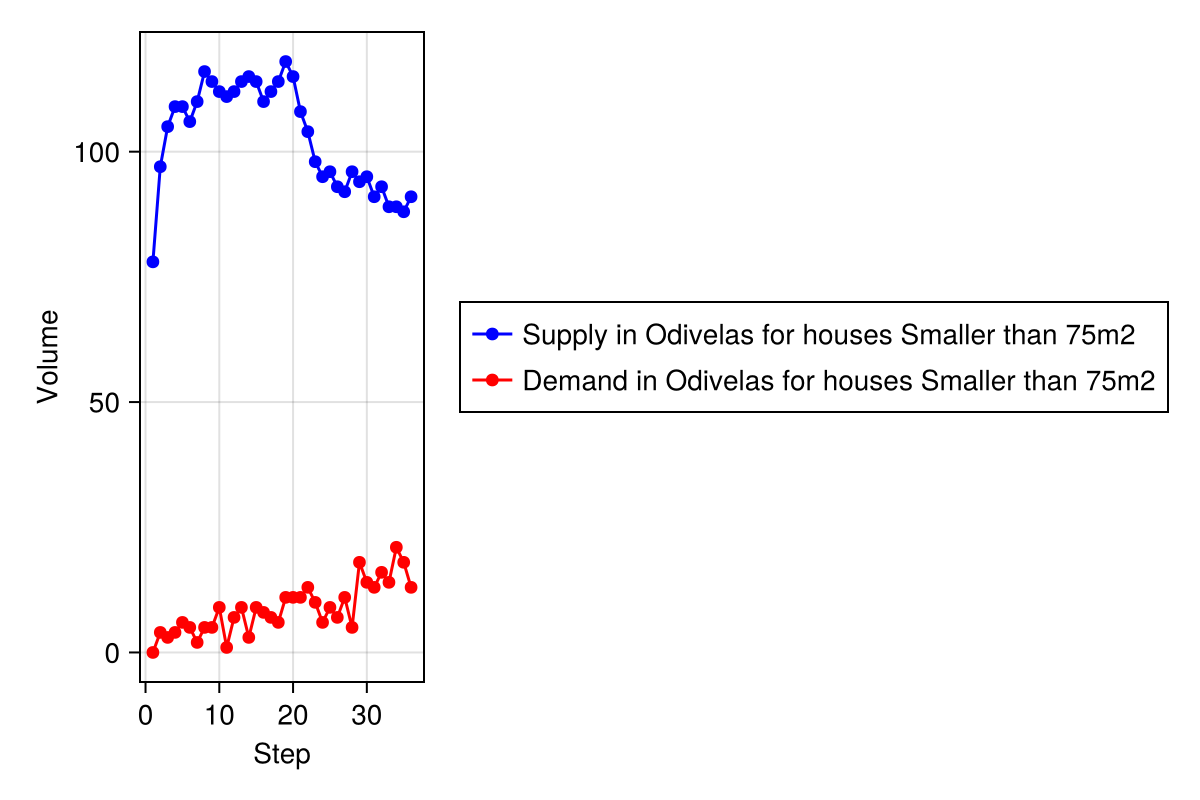 100
50
0
Volume
0 10 20 30
Step
Supply in Odivelas for houses Smaller than 75m2
Demand in Odivelas for houses Smaller than 75m2